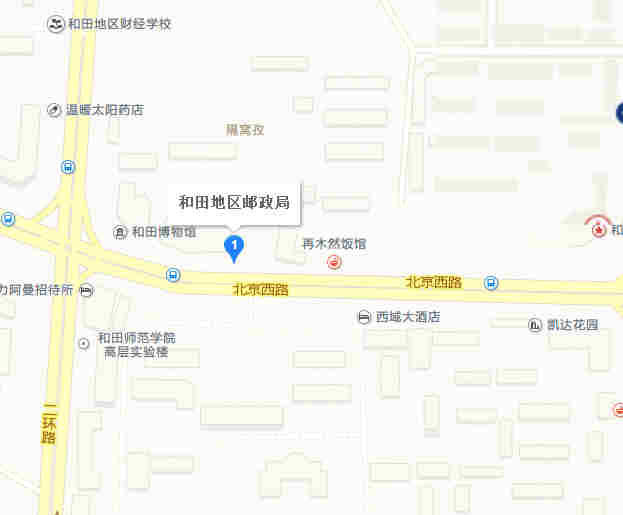 和田地区财经学校
温暖太阳药店
隔窝孜
和田地区邮政局
和田博物馆
1
再木然饭馆
和
北京西路
北京西路
力阿曼招待所
西域大酒店
凯达花园
和田师范学院
高层实验楼
二环路